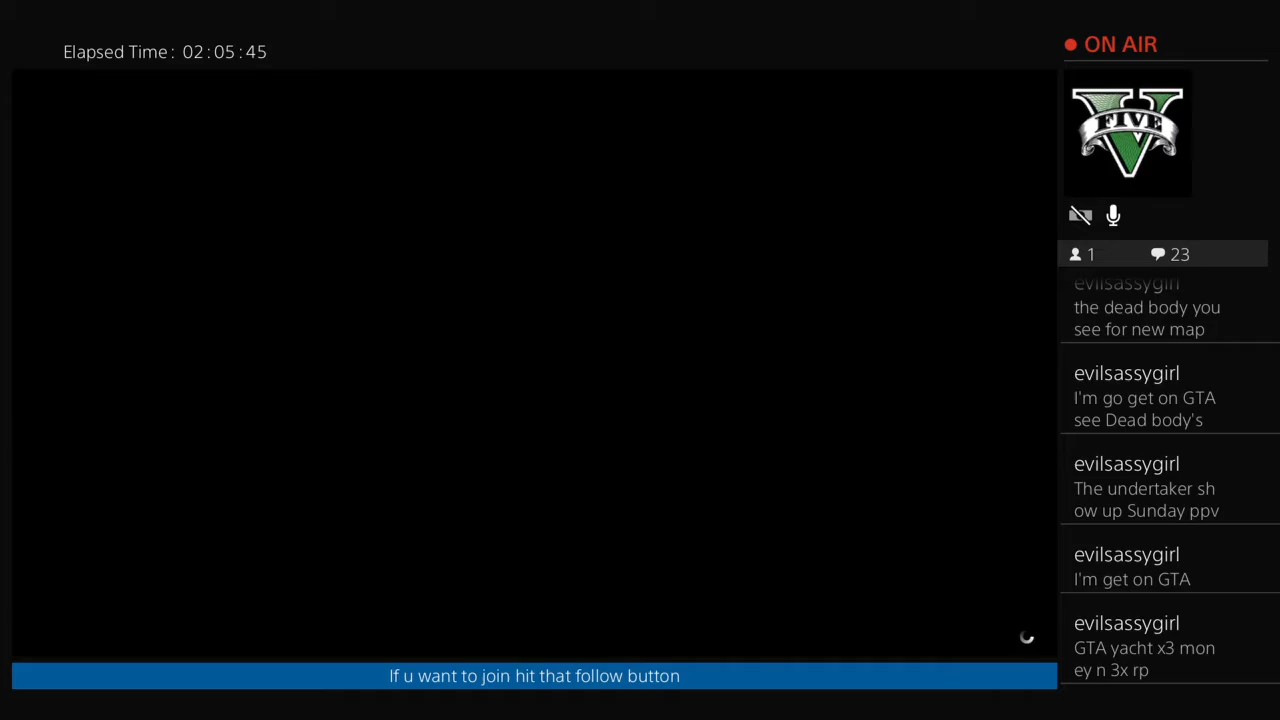 Elapsed Time: 02:05:45
ON AIR
FIVE
1
23
evilsassygirl
the dead body you
see for new map
evilsassygirl
I'm go get on GTA
see Dead body's
evilsassygirl
The undertaker sh
ow up Sunday ppv
evilsassygirl
I'm get on GTA
evilsassygirl
GTA yacht x3 mon
ey n 3x rp
If u want to join hit that follow button